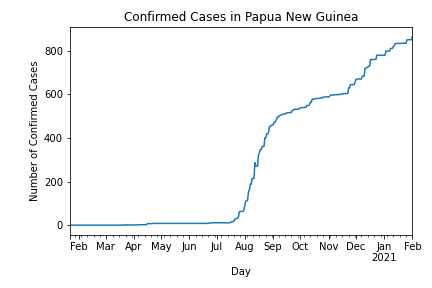 Confirmed Cases in Papua New Guinea
Number of Confirmed Cases
800
600
400
200
0
Feb Mar Apr May Jun Jul Aug Sep Oct Nov Dec Jan Feb
2021
Day